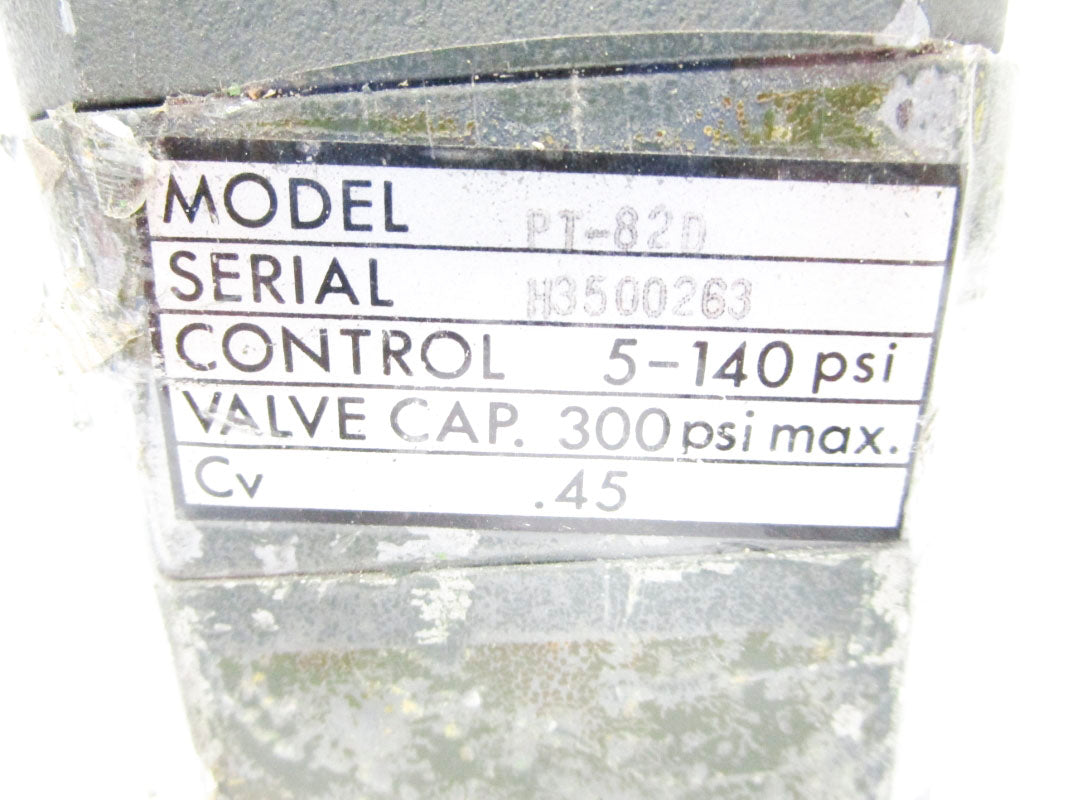 MODEL PT-82D
SERIAL H3500263
CONTROL 5-140 psi
VALVE CAP. 300 psi max.
Cv .45